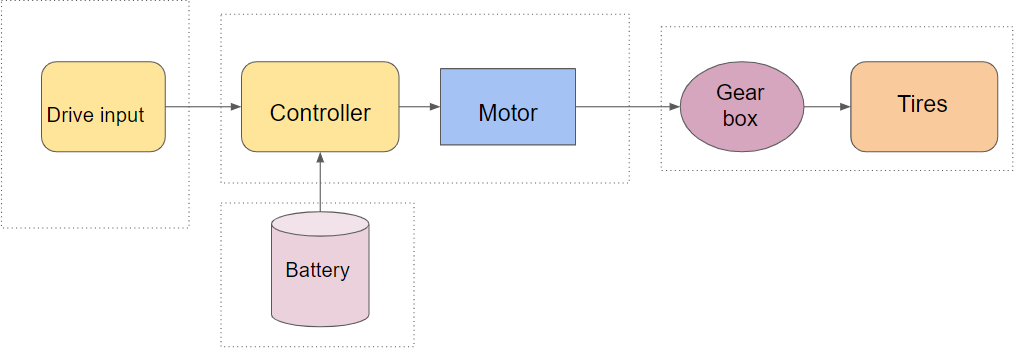 Drive input
Controller
Motor
Gear
box
Tires
Battery